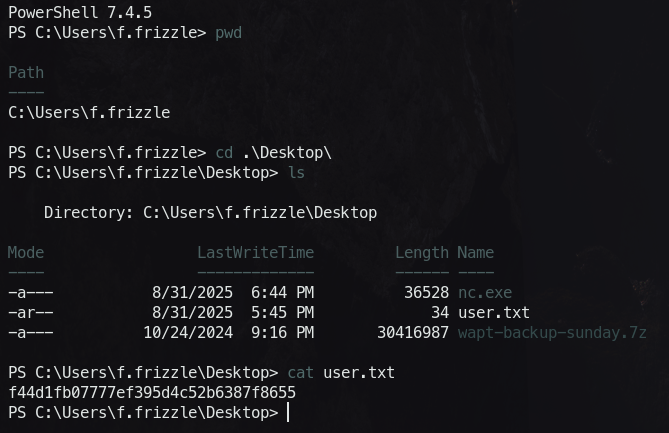 PowerShell 7.4.5
PS C:\Users\f.frizzle> pwd
Path
----
C:\Users\f.frizzle
PS C:\Users\f.frizzle> cd .\Desktop\
PS C:\Users\f.frizzle\Desktop> ls
Directory: C:\Users\f.frizzle\Desktop
Mode LastWriteTime Length Name
---- ------------- ------ ----
-a--- 8/31/2025 6:44 PM 36528 nc.exe
-ar-- 8/31/2025 5:45 PM 34 user.txt
-a--- 10/24/2024 9:16 PM 30416987 wapt-backup-sunday.7z
PS C:\Users\f.frizzle\Desktop> cat user.txt
f44d1fb07777ef395d4c52b6387f8655
PS C:\Users\f.frizzle\Desktop>